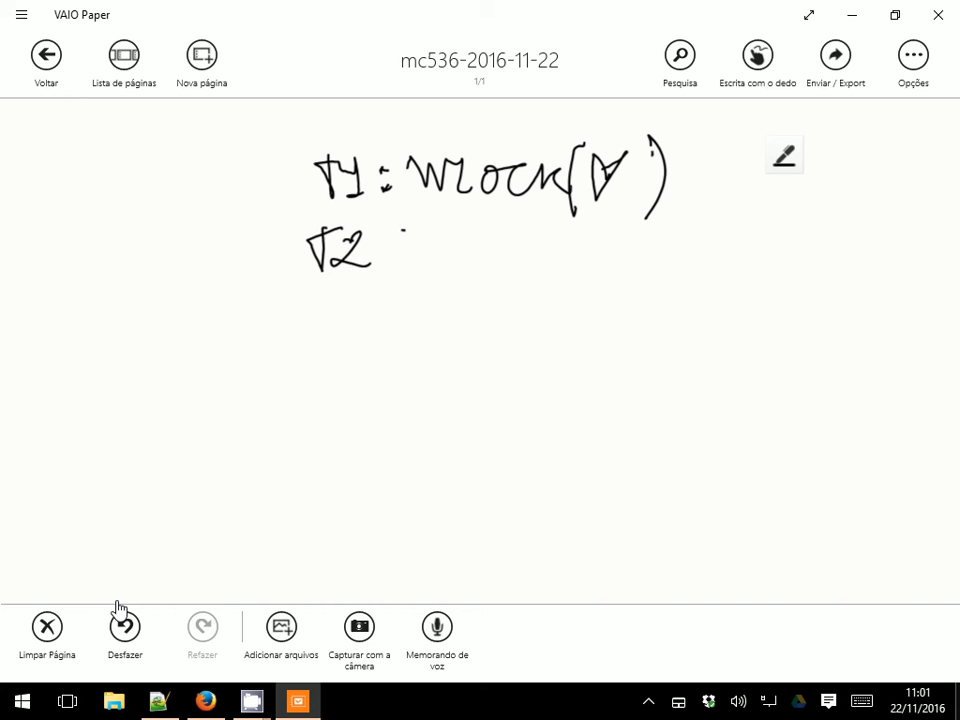 VAIO Paper
Voltar
Lista de páginas
Nova página
mc536-2016-11-22
1/1
Pesquisa
Escrita com o dedo
Enviar / Export
Opções
T1: Wlock(∀)
T2
Limpar Página
Desfazer
Refazer
Adicionar arquivos
Capturar com a
câmera
Memorando de
voz
11:01
22/11/2016